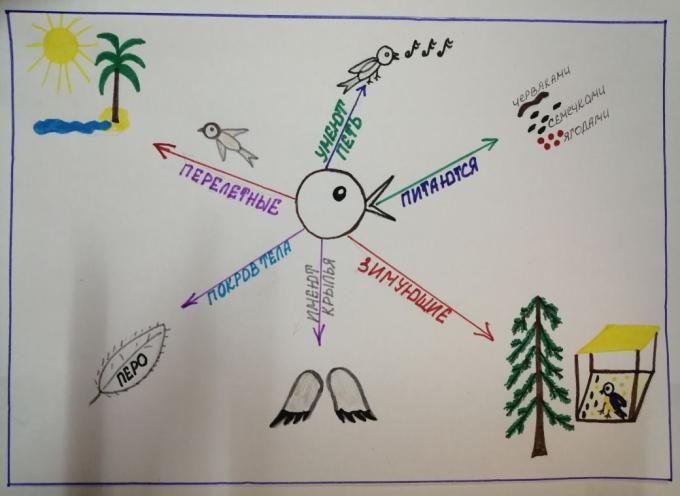 УМЕЮТ
ПЕТЬ
ЧЕРВЯКАМИ
СЕМЕЧКАМИ
ЯГОДАМИ
ПИТАЮТСЯ
ПЕРЕЛЕТНЫЕ
ПОКРОВ ТЕЛА
ИМЕЮТ
КРЫЛЬЯ
ЗИМУЮЩИЕ
ПЕРО